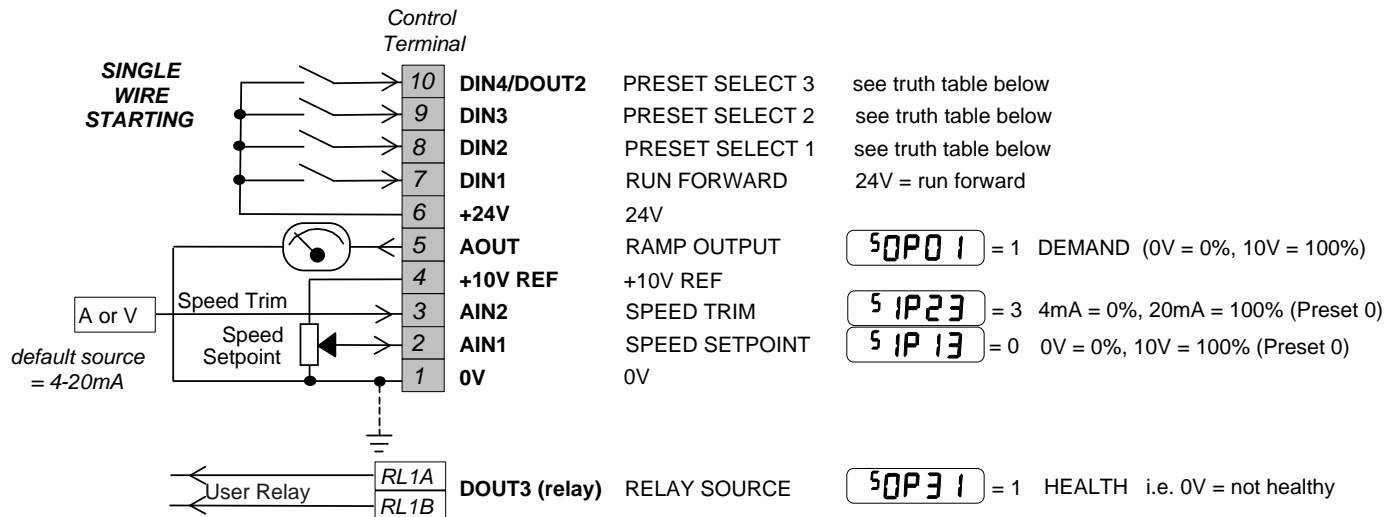 Control
Terminal
SINGLE
WIRE
STARTING
10 DIN4/DOUT2 PRESET SELECT 3 see truth table below
9 DIN3 PRESET SELECT 2 see truth table below
8 DIN2 PRESET SELECT 1 see truth table below
7 DIN1 RUN FORWARD 24V = run forward
6 +24V 24V
5 AOUT RAMP OUTPUT SOP01 = 1 DEMAND (0V = 0%, 10V = 100%)
4 +10V REF +10V REF
A or V Speed Trim 3 AIN2 SPEED TRIM SIP23 = 3 4mA = 0%, 20mA = 100% (Preset 0)
Speed
Setpoint 2 AIN1 SPEED SETPOINT SIP13 = 0 0V = 0%, 10V = 100% (Preset 0)
default source
= 4-20mA
1 0V 0V
User Relay
RL1A
RL1B
DOUT3 (relay) RELAY SOURCE SOP31 = 1 HEALTH i.e. 0V = not healthy